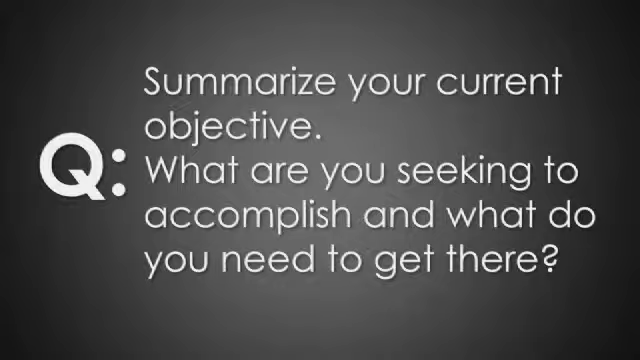 Q:
Summarize your current
objective.
What are you seeking to
accomplish and what do
you need to get there?